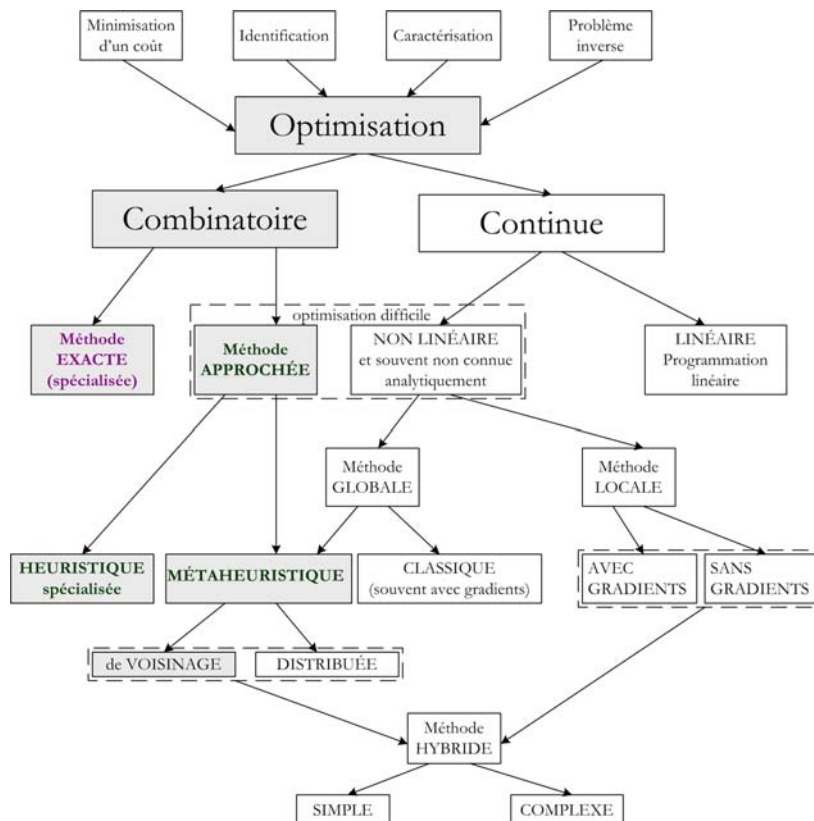 Minimisation
d'un coût
Identification
Caractérisation
Problème
inverse
Optimisation
Combinatoire
Continue
optimisation difficile
Méthode
EXACTE
(spécialisée)
Méthode
APPROCHÉE
NON LINÉAIRE
et souvent non connue
analytiquement
LINÉAIRE
Programmation
linéaire
Méthode
GLOBALE
Méthode
LOCALE
HEURISTIQUE
spécialisée
MÉTAHEURISTIQUE
CLASSIQUE
(souvent avec gradients)
AVEC
GRADIENTS
SANS
GRADIENTS
de VOISINAGE
DISTRIBUÉE
Méthode
HYBRIDE
SIMPLE
COMPLEXE